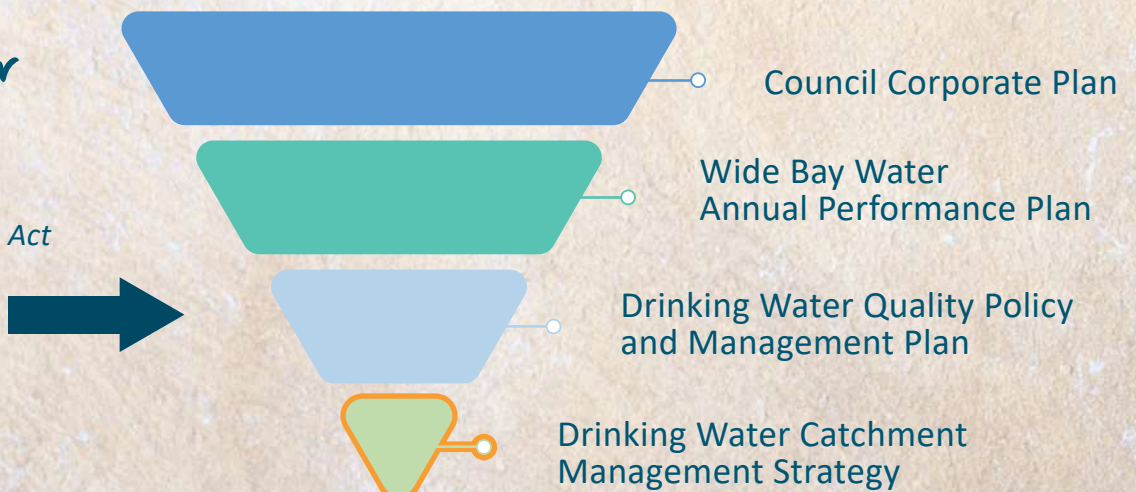 Council Corporate Plan
Wide Bay Water
Annual Performance Plan
Act
Drinking Water Quality Policy
and Management Plan
Drinking Water Catchment
Management Strategy